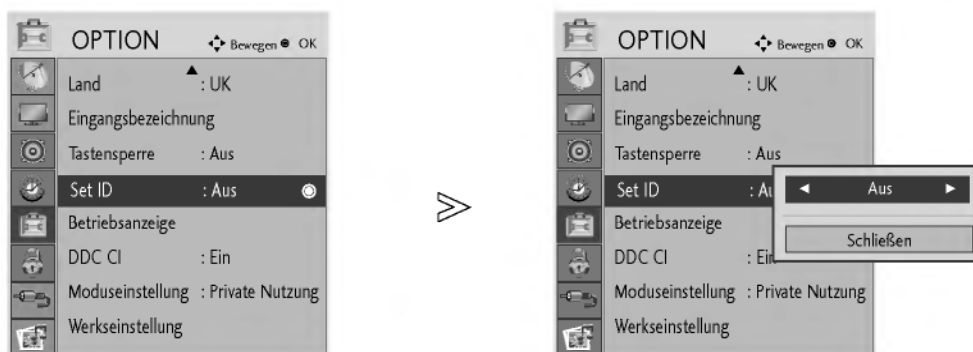 OPTION Bewegen OK
Land : UK
Eingangsbezeichnung
Tastensperre : Aus
Set ID : Aus
Betriebsanzeige
DDC CI : Ein
Moduseinstellung : Private Nutzung
Werkseinstellung
OPTION Bewegen OK
Land : UK
Eingangsbezeichnung
Tastensperre : Aus
Set ID : Au
Aus
Betriebsanzeige
Schließen
DDC CI : Ein
Moduseinstellung : Private Nutzung
Werkseinstellung